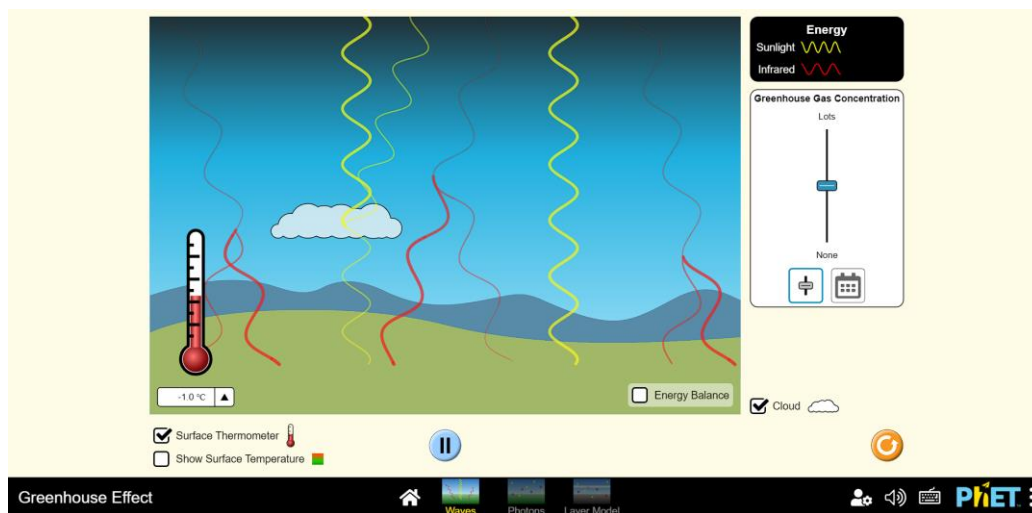 Energy
Sunlight
Infrared
Greenhouse Gas Concentration
Lots
None
-1.0 °C
Energy Balance
Cloud
Surface Thermometer
Show Surface Temperature
Greenhouse Effect
Waves
Photons
Layer Model
PhET